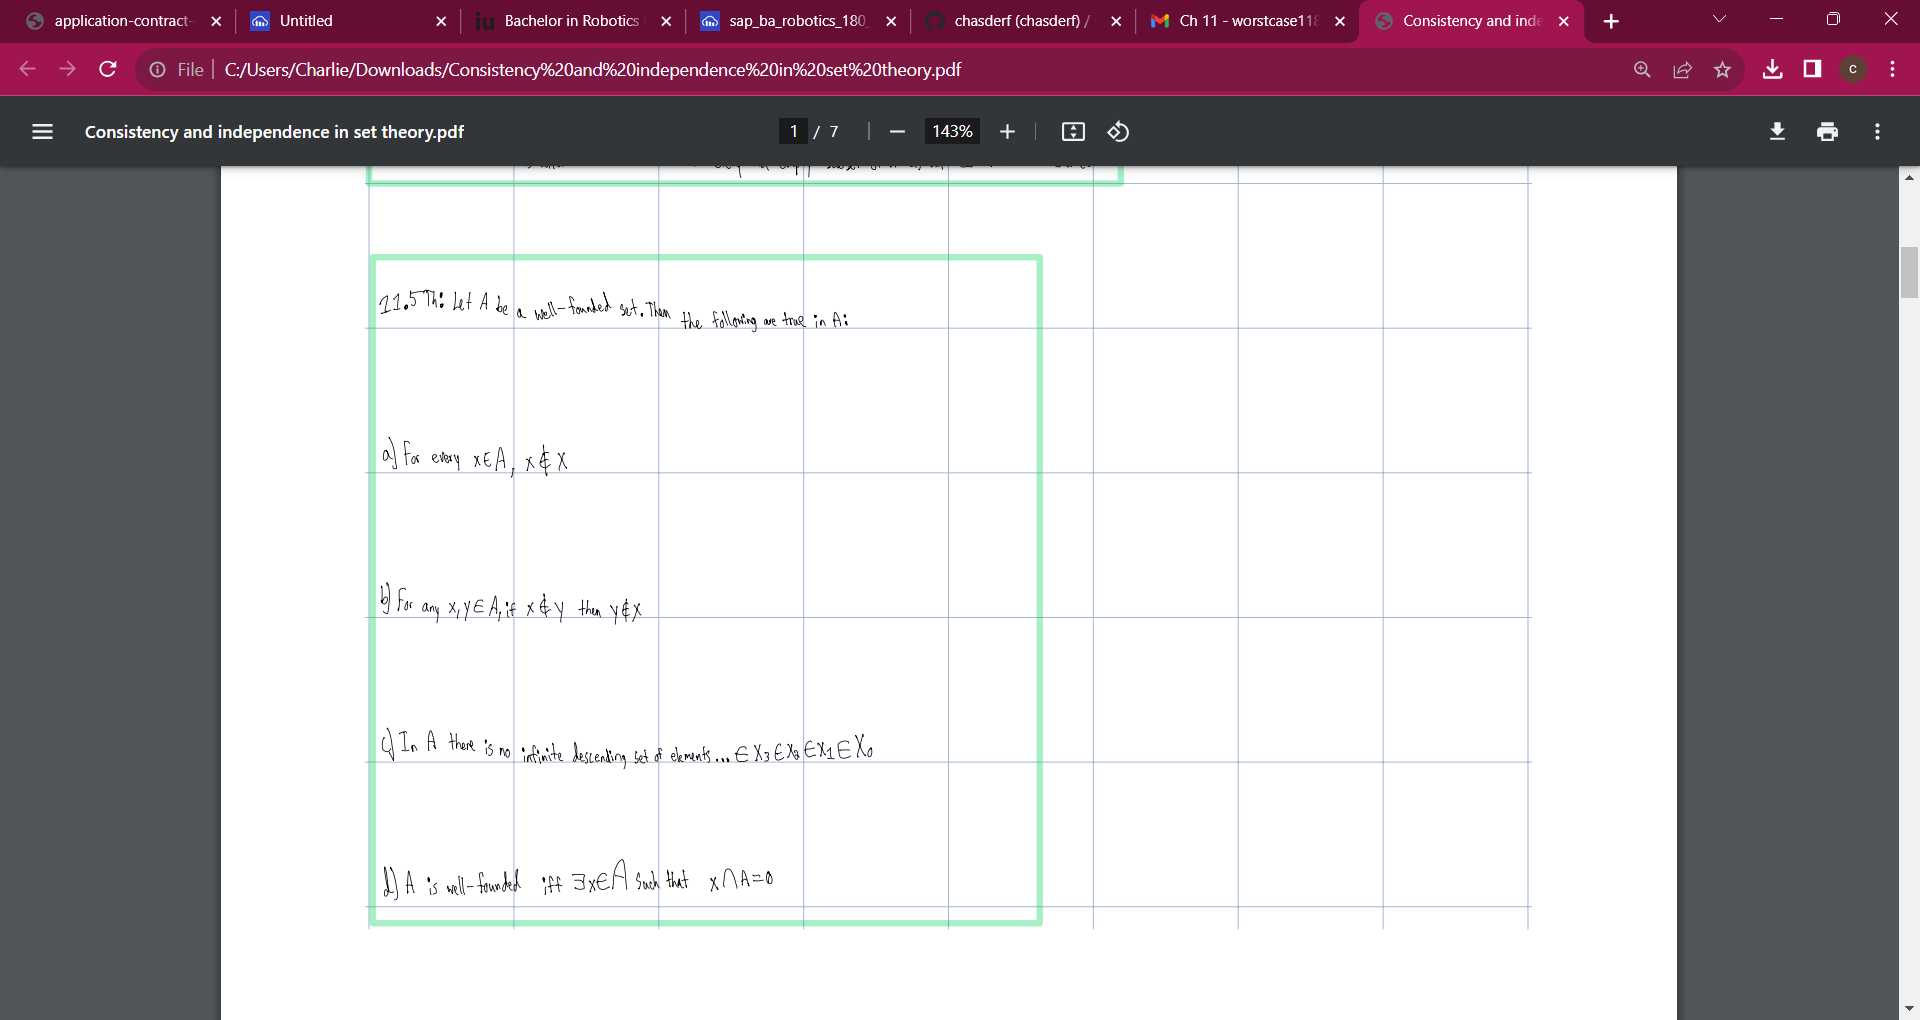 application-contract-
Untitled
Bachelor in Robotics
sap_ba_robotics_180_
chasderf (chasderf) /
Ch 11 - worstcase118
Consistency and inde
File
C:/Users/Charlie/Downloads/Consistency%20and%20independence%20in%20set%20theory.pdf
c
Consistency and independence in set theory.pdf
1 / 7
143%
11.5 Th: Let A be a well-founded set. Then the following are true in A:
a) For every x∈A, x∉x
b) For any x,y∈A, if x∉y then y∉x
c) In A there is no infinite descending set of elements ... ∈X₃∈X₂∈X₁∈X₀
d) A is well-founded iff ∃x∈A Such that x∩A=0